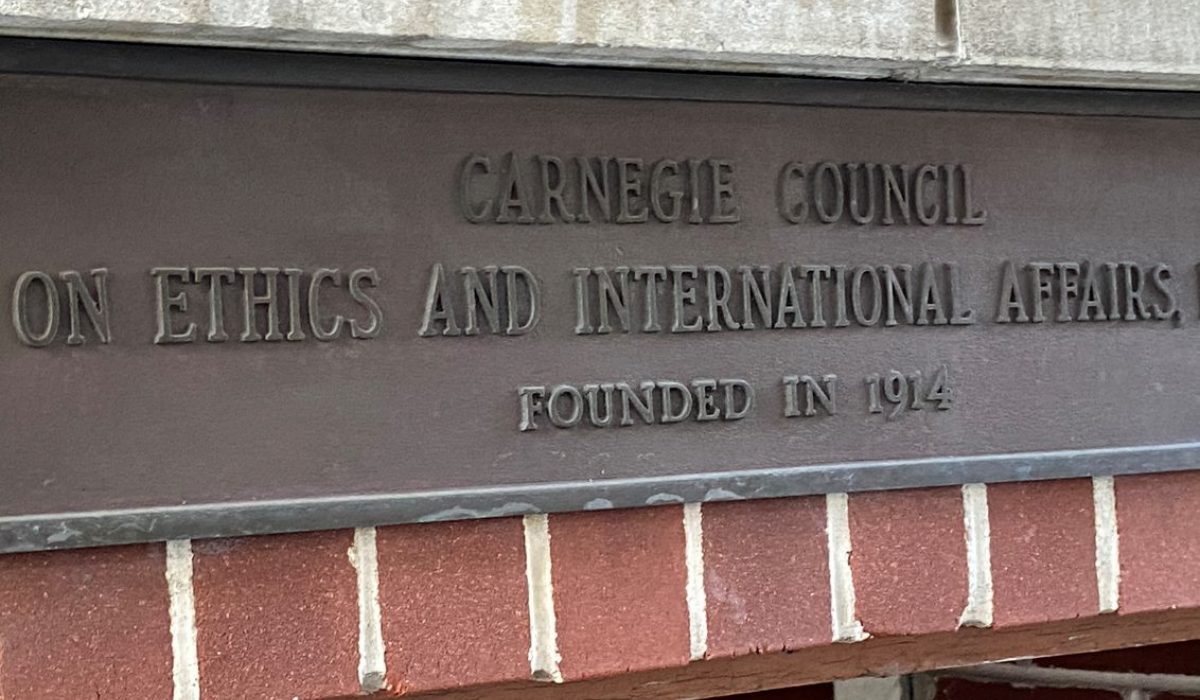 CARNEGIE COUNCIL
ON ETHICS AND INTERNATIONAL AFFAIRS,
FOUNDED IN 1914